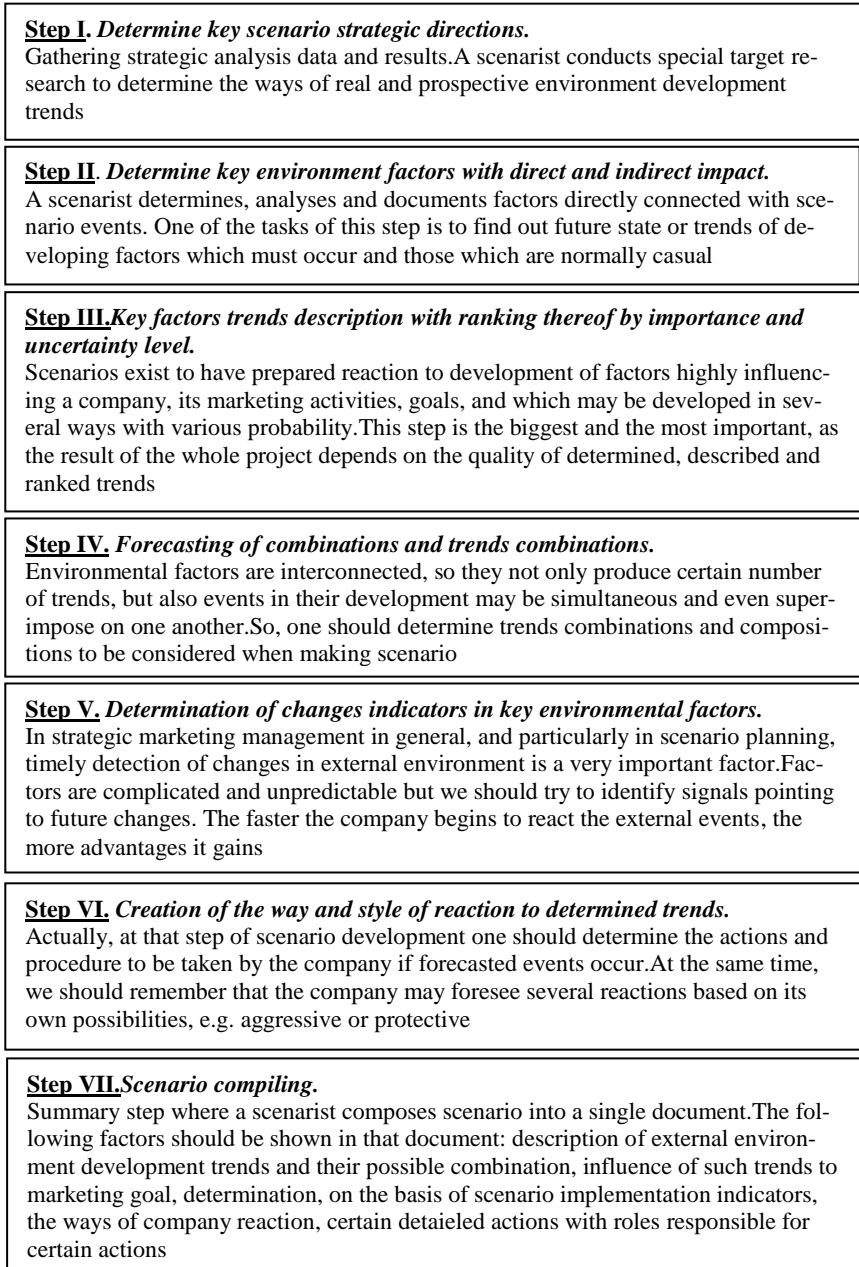 Step I. Determine key scenario strategic directions.
Gathering strategic analysis data and results.A scenarist conducts special target re-
search to determine the ways of real and prospective environment development
trends
Step II. Determine key environment factors with direct and indirect impact.
A scenarist determines, analyses and documents factors directly connected with sce-
nario events. One of the tasks of this step is to find out future state or trends of de-
veloping factors which must occur and those which are normally casual
Step III.Key factors trends description with ranking thereof by importance and
uncertainty level.
Scenarios exist to have prepared reaction to development of factors highly influenc-
ing a company, its marketing activities, goals, and which may be developed in sev-
eral ways with various probability.This step is the biggest and the most important, as
the result of the whole project depends on the quality of determined, described and
ranked trends
Step IV. Forecasting of combinations and trends combinations.
Environmental factors are interconnected, so they not only produce certain number
of trends, but also events in their development may be simultaneous and even super-
impose on one another.So, one should determine trends combinations and composi-
tions to be considered when making scenario
Step V. Determination of changes indicators in key environmental factors.
In strategic marketing management in general, and particularly in scenario planning,
timely detection of changes in external environment is a very important factor.Fac-
tors are complicated and unpredictable but we should try to identify signals pointing
to future changes. The faster the company begins to react the external events, the
more advantages it gains
Step VI. Creation of the way and style of reaction to determined trends.
Actually, at that step of scenario development one should determine the actions and
procedure to be taken by the company if forecasted events occur.At the same time,
we should remember that the company may foresee several reactions based on its
own possibilities, e.g. aggressive or protective
Step VII.Scenario compiling.
Summary step where a scenarist composes scenario into a single document.The fol-
lowing factors should be shown in that document: description of external environ-
ment development trends and their possible combination, influence of such trends to
marketing goal, determination, on the basis of scenario implementation indicators,
the ways of company reaction, certain detaieled actions with roles responsible for
certain actions